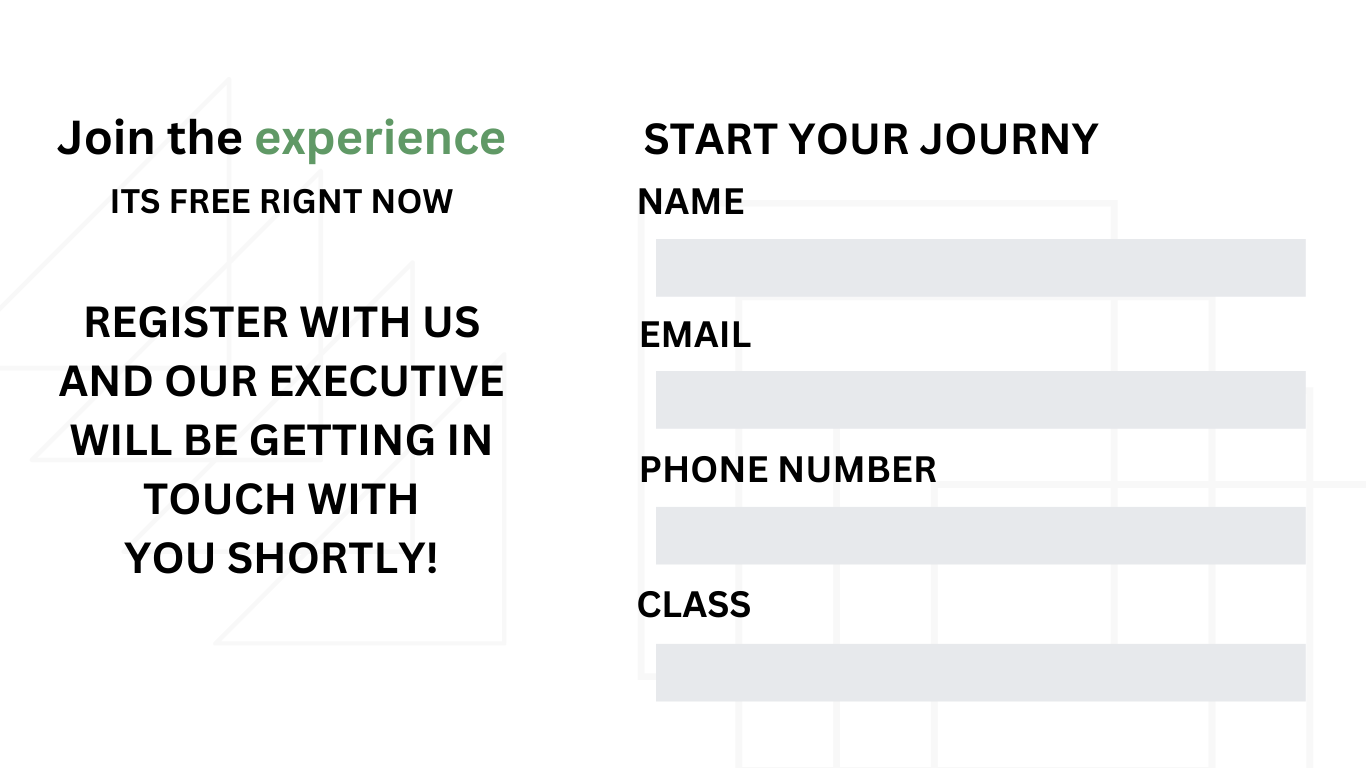 Join the experience
ITS FREE RIGNT NOW
REGISTER WITH US
AND OUR EXECUTIVE
WILL BE GETTING IN
TOUCH WITH
YOU SHORTLY!
START YOUR JOURNY
NAME
EMAIL
PHONE NUMBER
CLASS